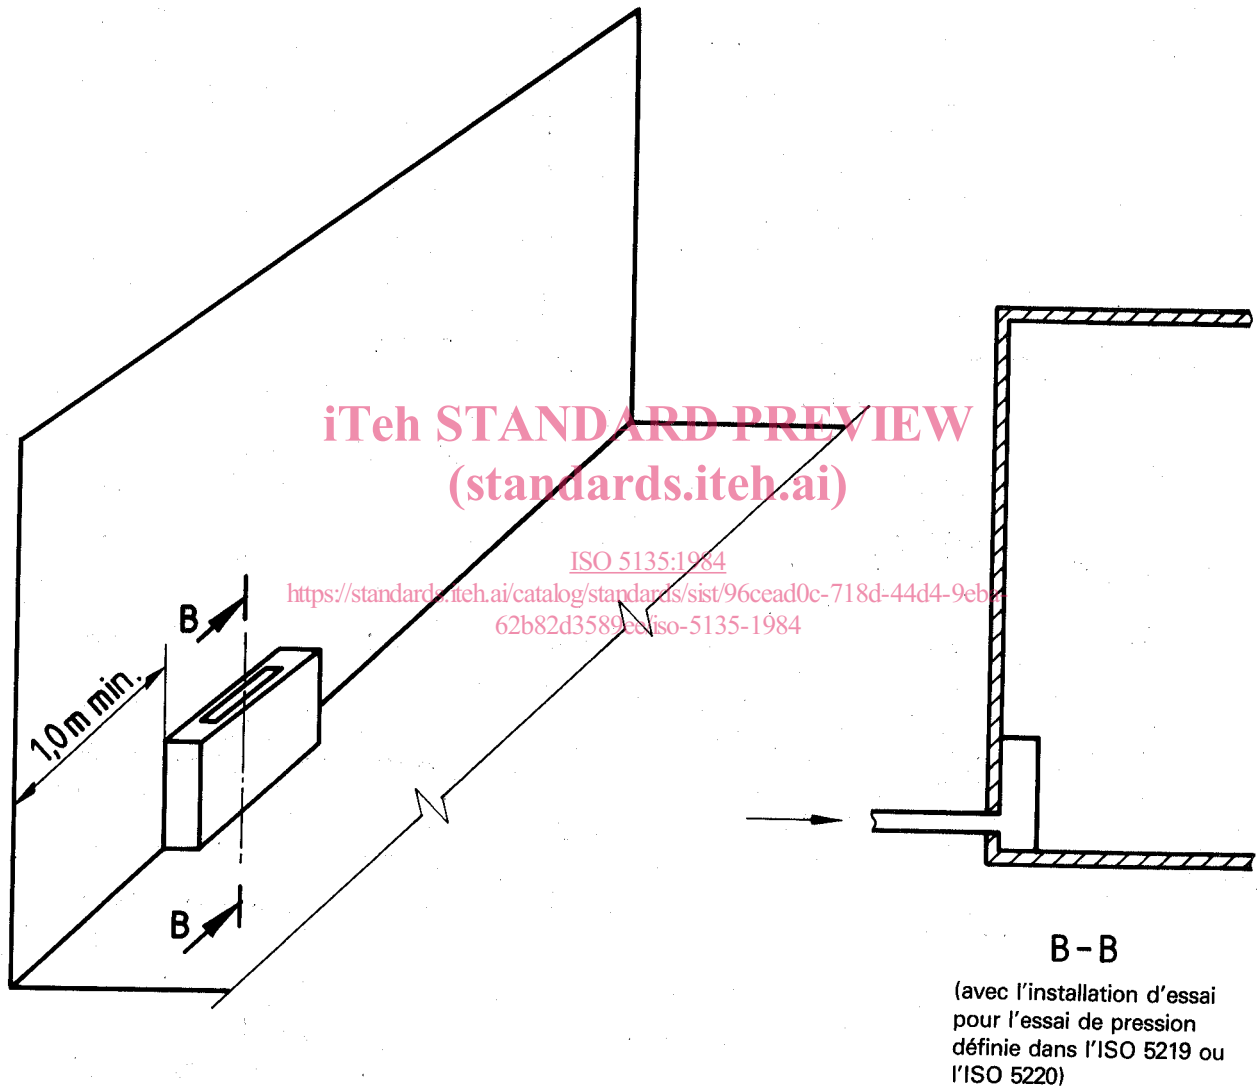 iTeh STANDARD PREVIEW
(standards.iteh.ai)
ISO 5135:1984
https://standards.iteh.ai/catalog/standards/sist/96cead0c-718d-44d4-9eba-
62b82d3589ec/iso-5135-1984
B
1,0 m min.
B
B-B
(avec l'installation d'essai
pour l'essai de pression
définie dans l'ISO 5219 ou
l'ISO 5220)